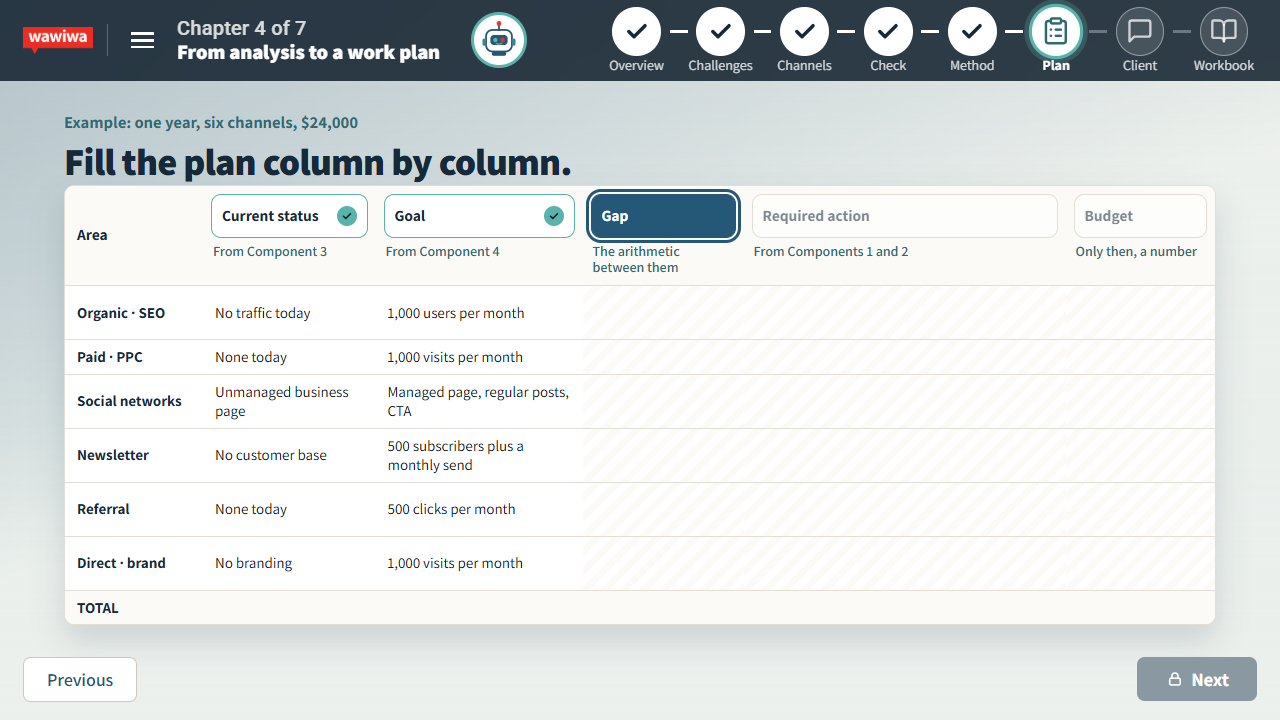 wawiwa
Chapter 4 of 7
From analysis to a work plan
Overview
Challenges
Channels
Check
Method
Plan
Client
Workbook
Example: one year, six channels, $24,000
Fill the plan column by column.
Area
Current status
Goal
Gap
Required action
Budget
From Component 3
From Component 4
The arithmetic
between them
From Components 1 and 2
Only then, a number
Organic · SEO
No traffic today
1,000 users per month
Paid · PPC
None today
1,000 visits per month
Social networks
Unmanaged business
page
Managed page, regular posts,
CTA
Newsletter
No customer base
500 subscribers plus a
monthly send
Referral
None today
500 clicks per month
Direct · brand
No branding
1,000 visits per month
TOTAL
Previous
Next